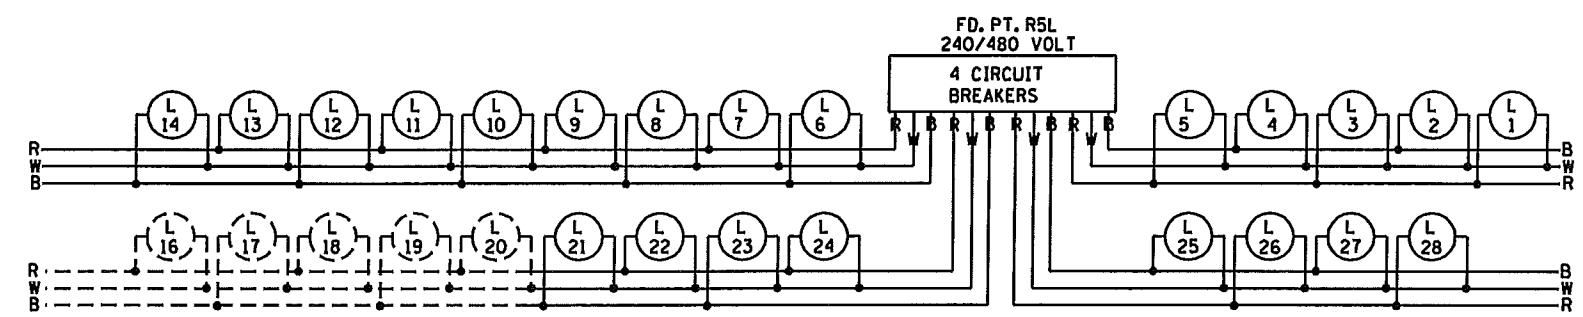 FD. PT. R5L
240/480 VOLT
4 CIRCUIT
BREAKERS
L 14 L 13 L 12 L 11 L 10 L 9 L 8 L 7 L 6
R W B R W B R W B R W B
L 5 L 4 L 3 L 2 L 1
R
W
B
B
W
R
L 16 L 17 L 18 L 19 L 20 L 21 L 22 L 23 L 24
L 25 L 26 L 27 L 28
R
W
B
B
W
R